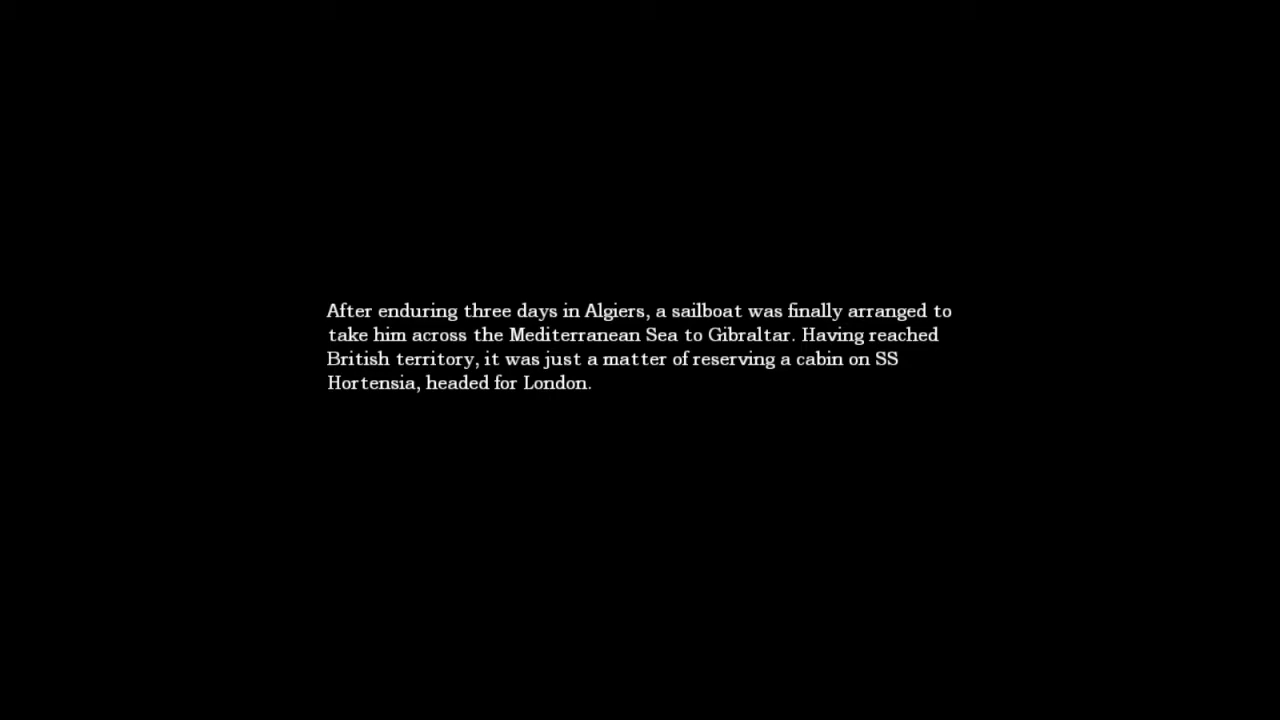 After enduring three days in Algiers, a sailboat was finally arranged to
take him across the Mediterranean Sea to Gibraltar. Having reached
British territory, it was just a matter of reserving a cabin on SS
Hortensia, headed for London.